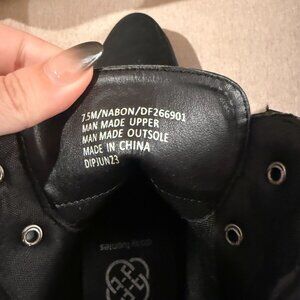 7.5M/NABON/DF266901
MAN MADE UPPER
MAN MADE OUTSOLE
MADE IN CHINA
DIPJUN23